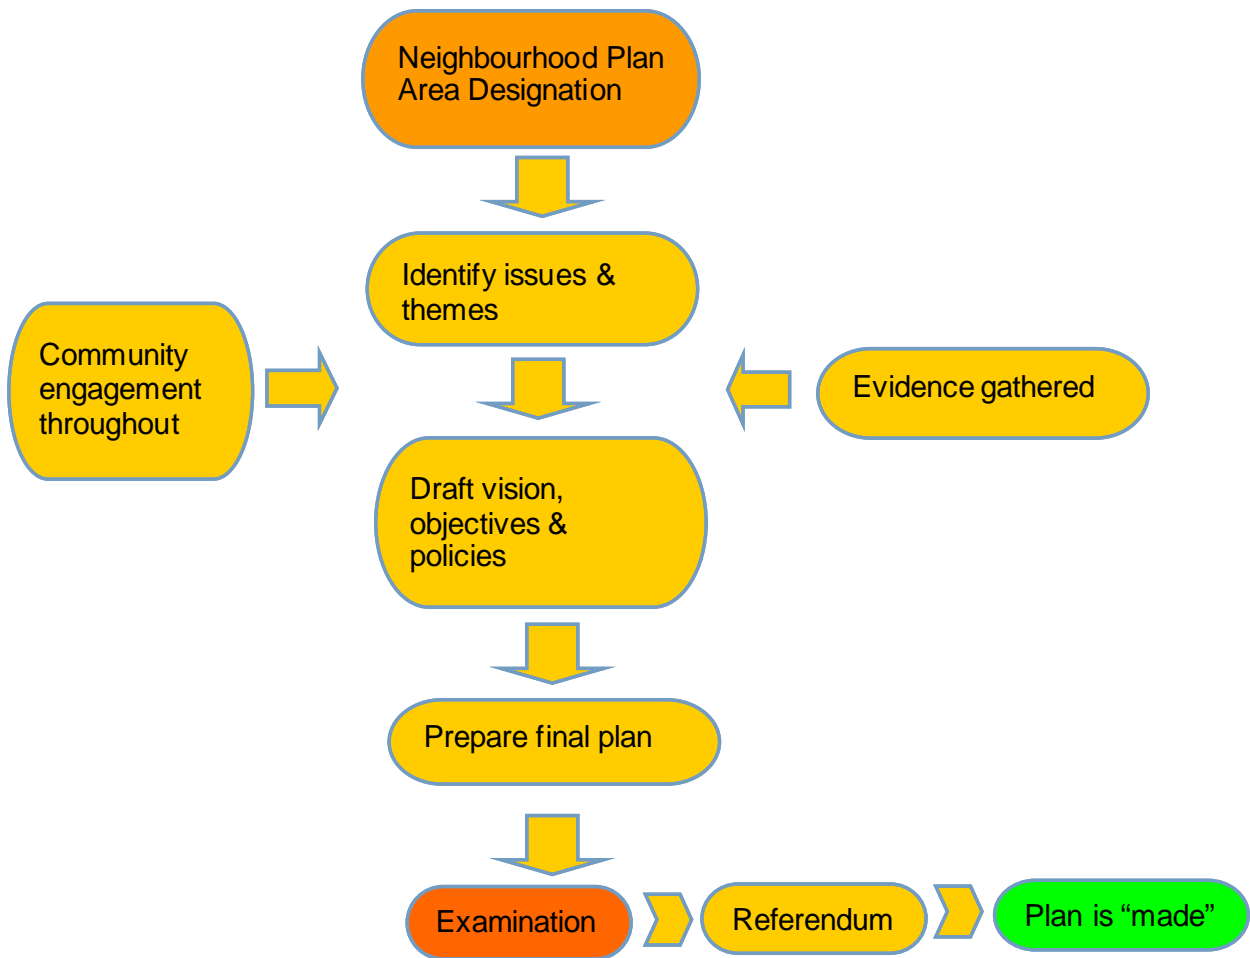 Neighbourhood Plan
Area Designation
Identify issues &
themes
Community
engagement
throughout
Evidence gathered
Draft vision,
objectives &
policies
Prepare final plan
Examination
Referendum
Plan is “made”